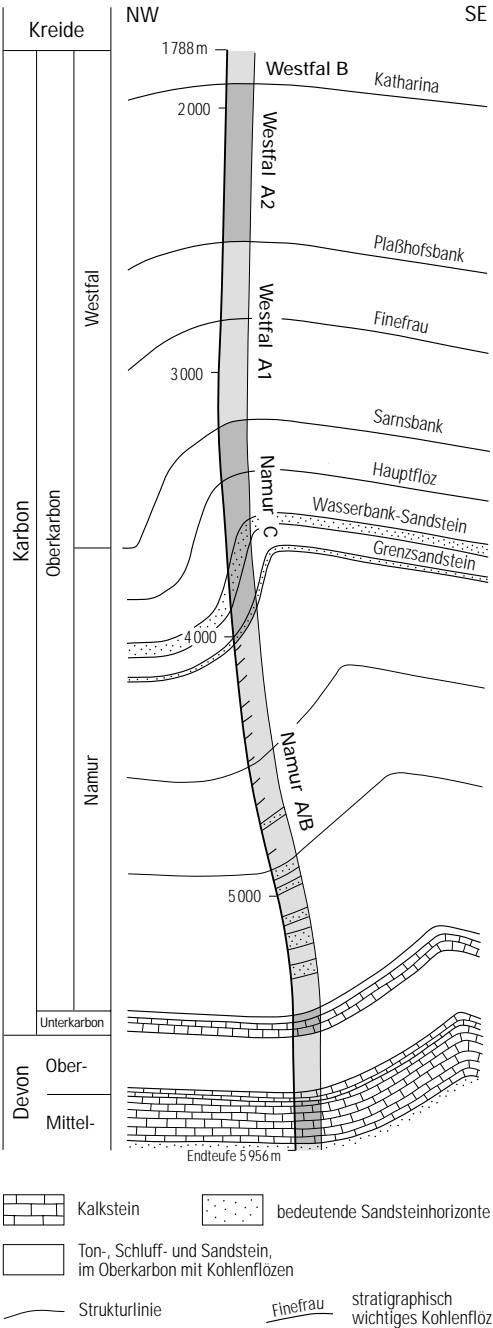 NW
SE
Kreide
1788 m
Westfal B
Katharina
2000
Westfal A2
Plaßhofsbank
Westfal
Westfal A1
Finefrau
3000
Sarnsbank
Hauptflöz
Namur C
Wasserbank-Sandstein
Grenzsandstein
Karbon
Oberkarbon
4000
Namur
Namur A/B
5000
Unterkarbon
Devon
Ober-
Mittel-
Endteufe 5 956 m
Kalkstein
bedeutende Sandsteinhorizonte
Ton-, Schluff- und Sandstein,
im Oberkarbon mit Kohlenflözen
Strukturlinie
Finefrau
stratigraphisch
wichtiges Kohlenflöz